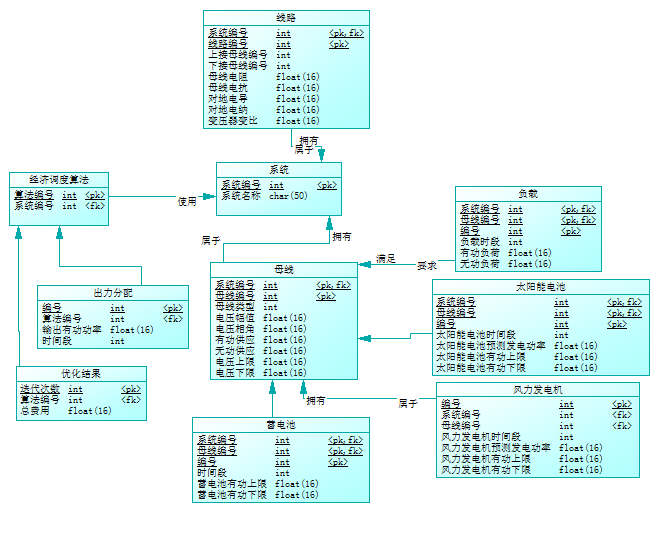 线路
系统编号 int <pk,fk>
线路编号 int <pk>
上接母线编号 int
下接母线编号 int
母线电阻 float(16)
母线电抗 float(16)
对地电导 float(16)
对地电纳 float(16)
变压器变比 float(16)
拥有
属于
系统
系统编号 int <pk>
系统名称 char(50)
经济调度算法
算法编号 int <pk>
系统编号 int <fk>
使用
负载
系统编号 int <pk,fk>
母线编号 int <pk,fk>
编号 int <pk>
负载时段 int
有功负荷 float(16)
无功负荷 float(16)
属于
拥有
满足
要求
母线
系统编号 int <pk,fk>
母线编号 int <pk>
母线类型 int
电压幅值 float(16)
电压相角 float(16)
有功供应 float(16)
无功供应 float(16)
电压上限 float(16)
电压下限 float(16)
出力分配
编号 int <pk>
算法编号 int <fk>
输出有功功率 float(16)
时间段 int
太阳能电池
系统编号 int <pk,fk>
母线编号 int <pk,fk>
编号 int <pk>
太阳能电池时间段 int
太阳能电池预测发电功率 float(16)
太阳能电池有功上限 float(16)
太阳能电池有功下限 float(16)
优化结果
迭代次数 int <pk>
算法编号 int <fk>
总费用 float(16)
拥有
属于
风力发电机
编号 int <pk>
系统编号 int <fk>
母线编号 int <fk>
风力发电机时间段 int
风力发电机预测发电功率 float(16)
风力发电机有功上限 float(16)
风力发电机有功下限 float(16)
蓄电池
系统编号 int <pk,fk>
母线编号 int <pk,fk>
编号 int <pk>
时间段 int
蓄电池有功上限 float(16)
蓄电池有功下限 float(16)